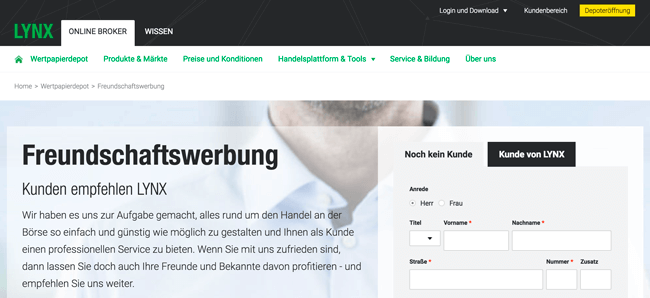 Login und Download Kundenbereich Depoteröffnung
LYNX ONLINE BROKER WISSEN
Wertpapierdepot Produkte & Märkte Preise und Konditionen Handelsplattform & Tools Service & Bildung Über uns
Home > Wertpapierdepot > Freundschaftswerbung
Freundschaftswerbung
Kunden empfehlen LYNX
Wir haben es uns zur Aufgabe gemacht, alles rund um den Handel an der
Börse so einfach und günstig wie möglich zu gestalten und Ihnen als Kunde
einen professionellen Service zu bieten. Wenn Sie mit uns zufrieden sind,
dann lassen Sie doch auch Ihre Freunde und Bekannte davon profitieren - und
empfehlen Sie uns weiter.
Noch kein Kunde Kunde von LYNX
Anrede
Herr Frau
Titel Vorname * Nachname *
Straße * Nummer * Zusatz